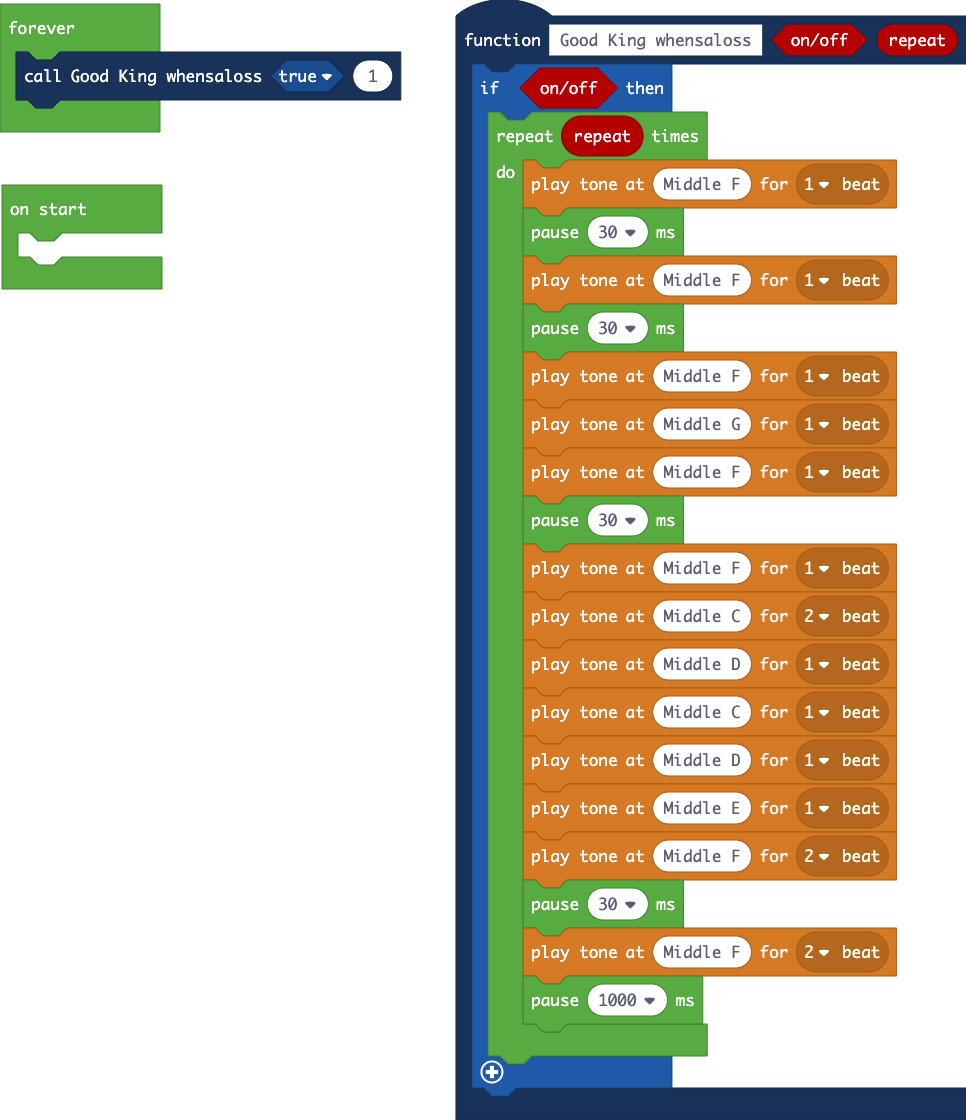 forever
call Good King whensaloss true 1
on start
function Good King whensaloss on/off repeat
if on/off then
repeat repeat times
do
play tone at Middle F for 1 beat
pause 30 ms
play tone at Middle F for 1 beat
pause 30 ms
play tone at Middle F for 1 beat
play tone at Middle G for 1 beat
play tone at Middle F for 1 beat
pause 30 ms
play tone at Middle F for 1 beat
play tone at Middle C for 2 beat
play tone at Middle D for 1 beat
play tone at Middle C for 1 beat
play tone at Middle D for 1 beat
play tone at Middle E for 1 beat
play tone at Middle F for 2 beat
pause 30 ms
play tone at Middle F for 2 beat
pause 1000 ms